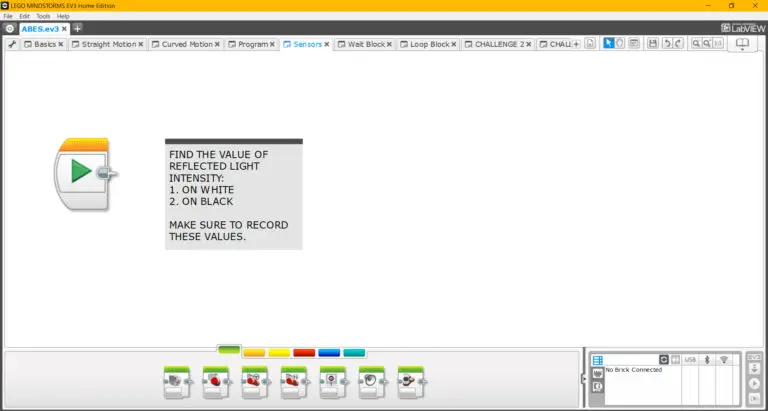 LEGO MINDSTORMS EV3 Home Edition
File Edit Tools Help
ABES.ev3
LabVIEW
Basics Straight Motion Curved Motion Program Sensors Wait Block Loop Block CHALLENGE 2 CHALL
FIND THE VALUE OF
REFLECTED LIGHT
INTENSITY:
1. ON WHITE
2. ON BLACK
MAKE SURE TO RECORD
THESE VALUES.
USB
EV3
No Brick Connected